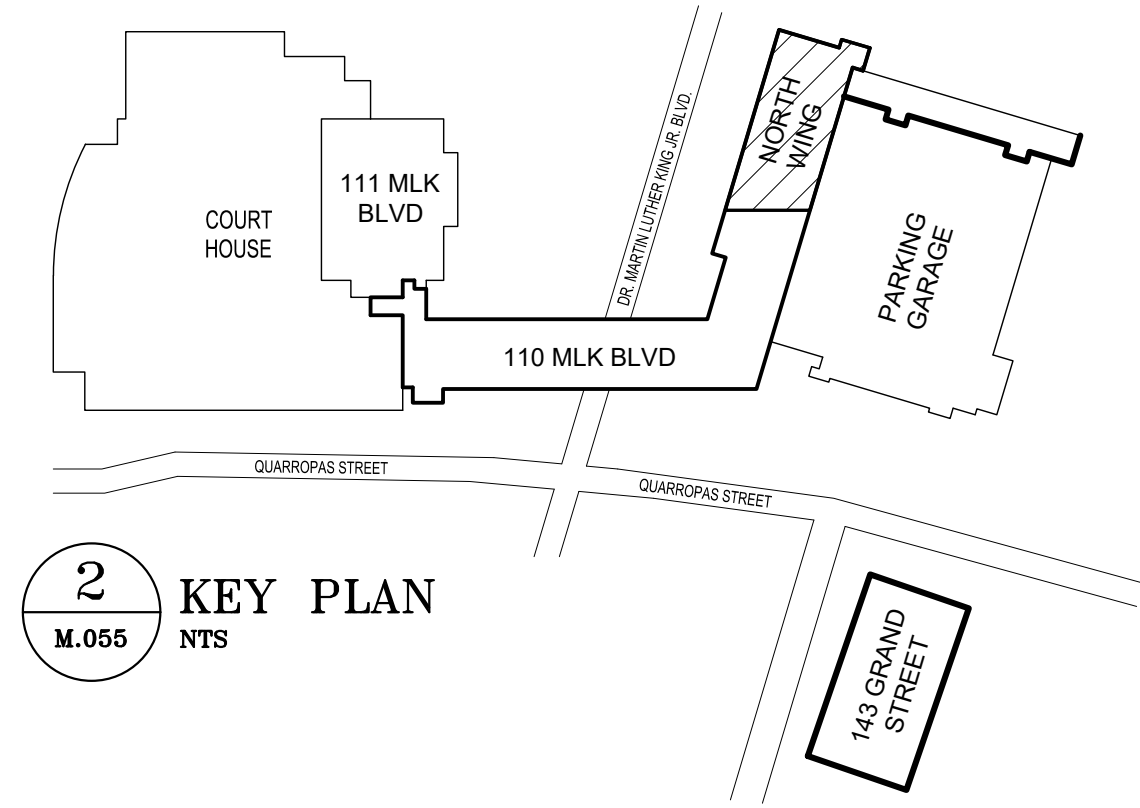 NORTH
WING
111 MLK
BLVD
COURT
HOUSE
DR. MARTIN LUTHER KING JR. BLVD.
PARKING
GARAGE
110 MLK BLVD
QUARROPAS STREET
QUARROPAS STREET
2
M.055
KEY PLAN
NTS
143 GRAND
STREET